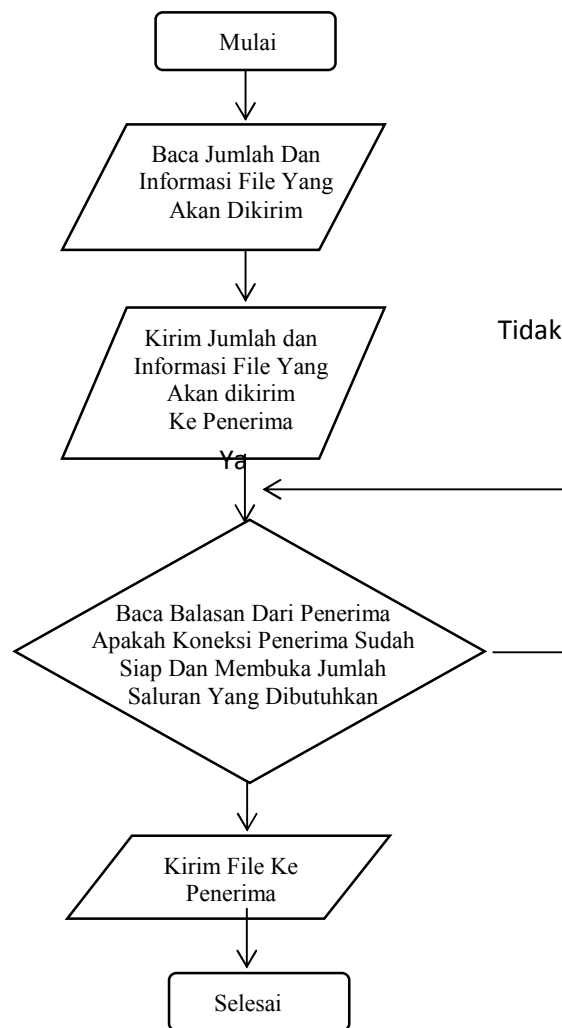 Mulai
Baca Jumlah Dan
Informasi File Yang
Akan Dikirim
Kirim Jumlah dan
Informasi File Yang
Akan dikirim
Ke Penerima
Tidak
Ya
Baca Balasan Dari Penerima
Apakah Koneksi Penerima Sudah
Siap Dan Membuka Jumlah
Saluran Yang Dibutuhkan
Kirim File Ke
Penerima
Selesai